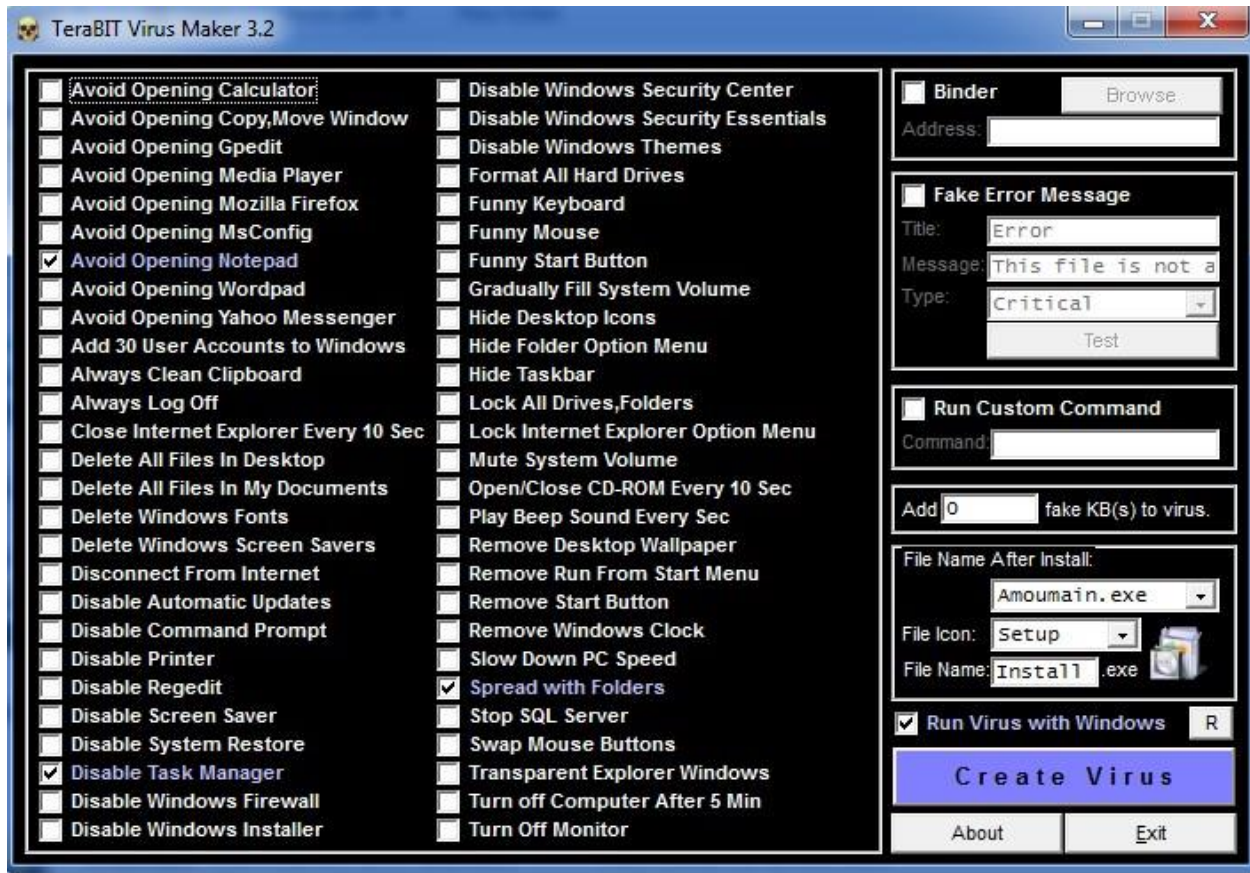 TeraBIT Virus Maker 3.2
Avoid Opening Calculator
Avoid Opening Copy,Move Window
Avoid Opening Gpedit
Avoid Opening Media Player
Avoid Opening Mozilla Firefox
Avoid Opening MsConfig
Avoid Opening Notepad
Avoid Opening Wordpad
Avoid Opening Yahoo Messenger
Add 30 User Accounts to Windows
Always Clean Clipboard
Always Log Off
Close Internet Explorer Every 10 Sec
Delete All Files In Desktop
Delete All Files In My Documents
Delete Windows Fonts
Delete Windows Screen Savers
Disconnect From Internet
Disable Automatic Updates
Disable Command Prompt
Disable Printer
Disable Regedit
Disable Screen Saver
Disable System Restore
Disable Task Manager
Disable Windows Firewall
Disable Windows Installer
Disable Windows Security Center
Disable Windows Security Essentials
Disable Windows Themes
Format All Hard Drives
Funny Keyboard
Funny Mouse
Funny Start Button
Gradually Fill System Volume
Hide Desktop Icons
Hide Folder Option Menu
Hide Taskbar
Lock All Drives,Folders
Lock Internet Explorer Option Menu
Mute System Volume
Open/Close CD-ROM Every 10 Sec
Play Beep Sound Every Sec
Remove Desktop Wallpaper
Remove Run From Start Menu
Remove Start Button
Remove Windows Clock
Slow Down PC Speed
Spread with Folders
Stop SQL Server
Swap Mouse Buttons
Transparent Explorer Windows
Turn off Computer After 5 Min
Turn Off Monitor
Binder Browse
Address:
Fake Error Message
Title: Error
Message: This file is not a
Type: Critical
Test
Run Custom Command
Command:
Add 0 fake KB(s) to virus.
File Name After Install:
Amoumain.exe
File Icon: Setup
File Name: Install .exe
Run Virus with Windows R
Create Virus
About Exit